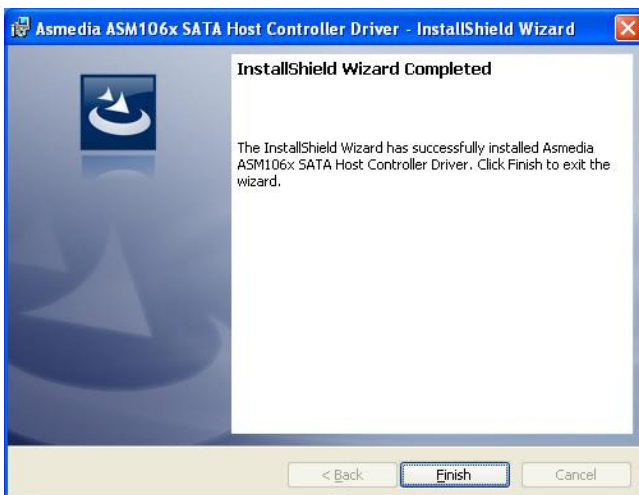 Asmedia ASM106x SATA Host Controller Driver - InstallShield Wizard
InstallShield Wizard Completed
The InstallShield Wizard has successfully installed Asmedia
ASM106x SATA Host Controller Driver. Click Finish to exit the
wizard.
< Back
Finish
Cancel